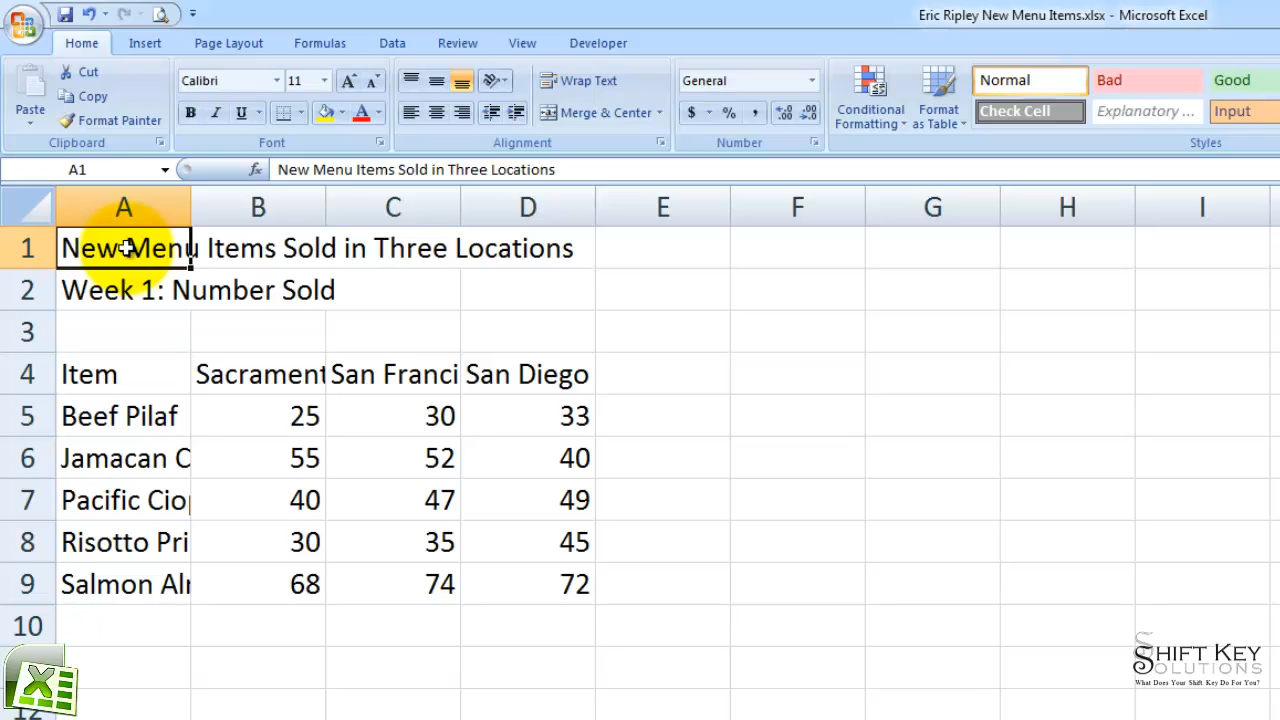 Eric Ripley New Menu Items.xlsx - Microsoft Excel
Home Insert Page Layout Formulas Data Review View Developer
Paste Cut Copy Format Painter
Clipboard
Calibri 11
B I U A
Font
Wrap Text
Merge & Center
Alignment
General
$ % ,
Number
Conditional Formatting
Format as Table
Normal Bad Good
Check Cell Explanatory ... Input
Styles
A1 fx New Menu Items Sold in Three Locations
A B C D E F G H I
1 New Menu Items Sold in Three Locations
2 Week 1: Number Sold
3
4 Item Sacrament San Franci San Diego
5 Beef Pilaf 25 30 33
6 Jamacan C 55 52 40
7 Pacific Ciop 40 47 49
8 Risotto Pri 30 35 45
9 Salmon Alm 68 74 72
10
12
SHIFT KEY
SOLUTIONS
What Does Your Shift Key Do For You?